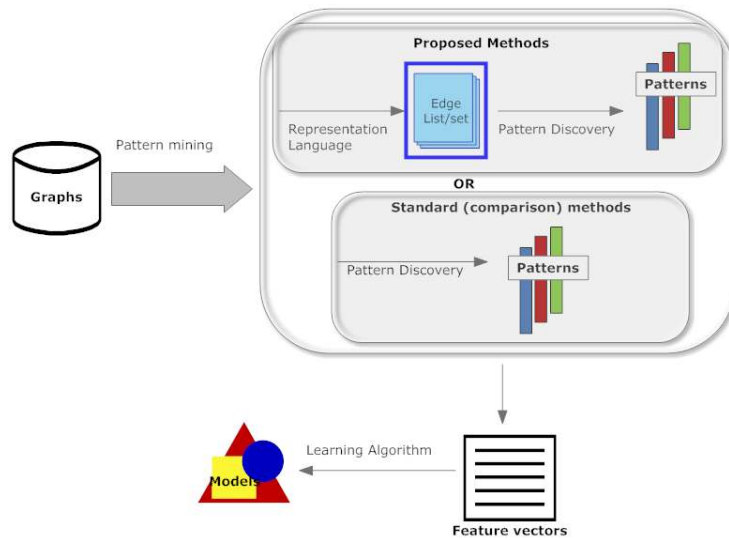 Proposed Methods
Edge
List/set
Patterns
Representation
Language
Pattern Discovery
Pattern mining
Graphs
OR
Standard (comparison) methods
Pattern Discovery
Patterns
Learning Algorithm
Models
Feature vectors